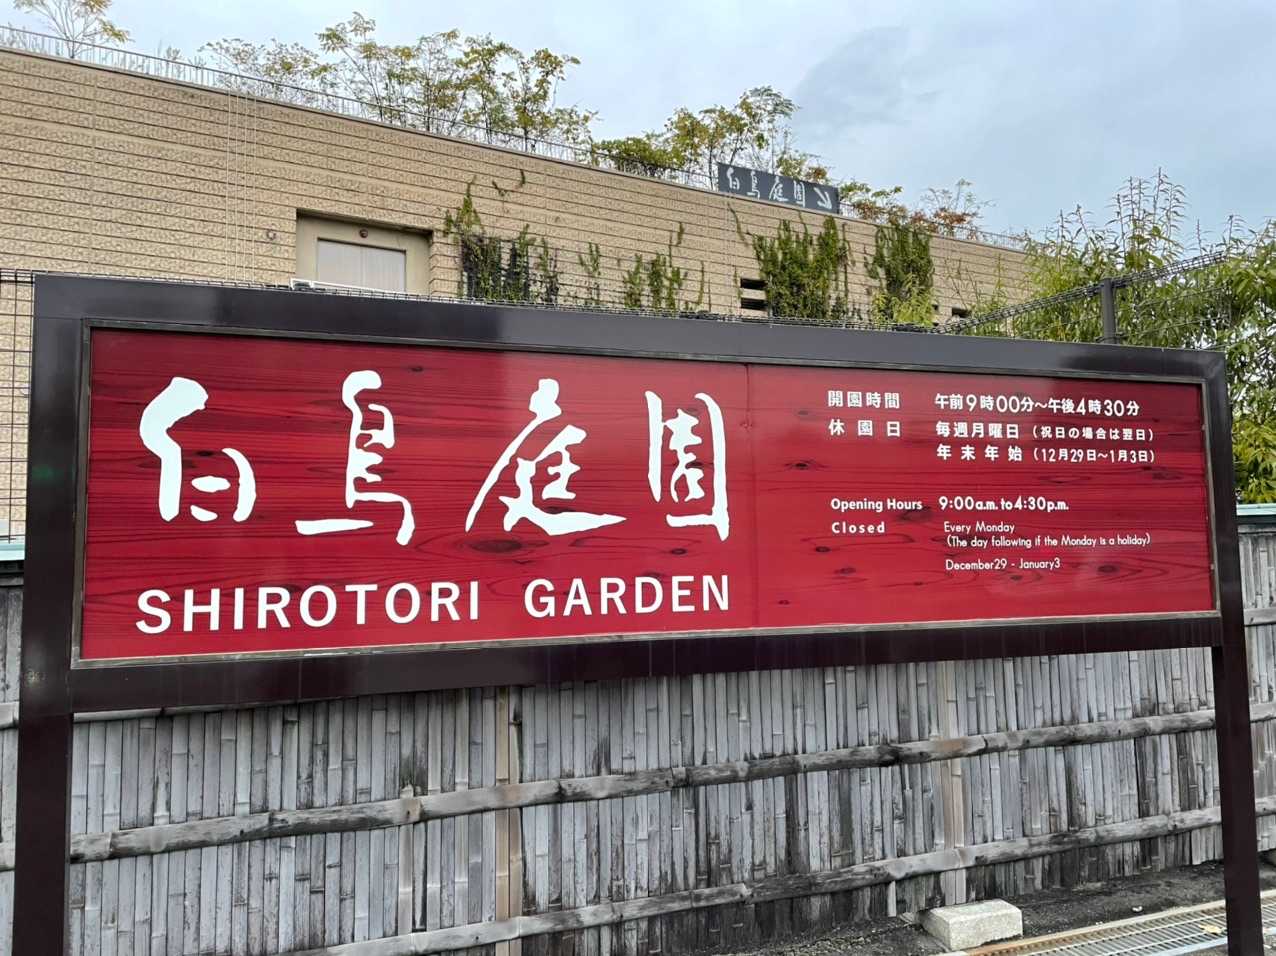 白鳥庭園
白鳥庭園
SHIROTORI GARDEN
開園時間 午前9時00分~午後4時30分
休園日 毎週月曜日 (祝日の場合は翌日)
年末年始 (12月29日~1月3日)
Opening Hours 9:00a.m.to4:30p.m.
Closed Every Monday
(The day following if the Monday is a holiday)
December29 - January3